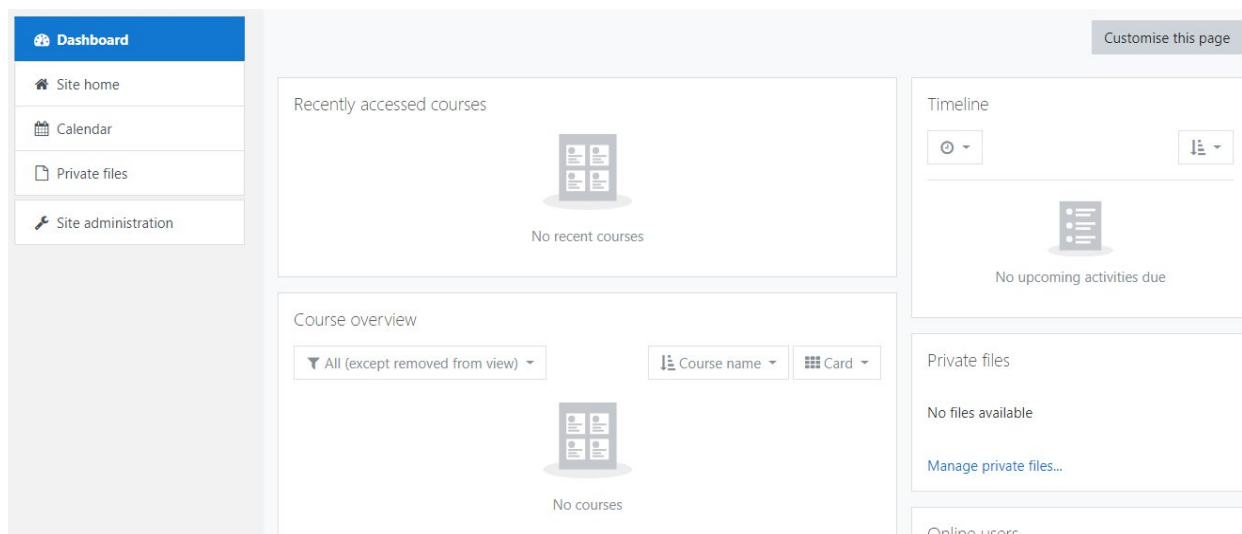 Dashboard
Site home
Calendar
Private files
Site administration
Customise this page
Recently accessed courses
No recent courses
Course overview
All (except removed from view)
Course name
Card
No courses
Timeline
No upcoming activities due
Private files
No files available
Manage private files...
Online users